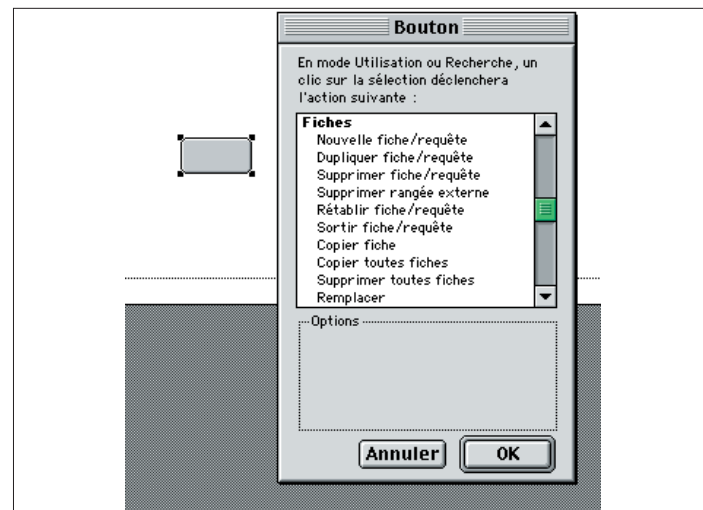 Bouton
En mode Utilisation ou Recherche, un
clic sur la sélection déclenchera
l'action suivante :
Fiches
Nouvelle fiche/requête
Dupliquer fiche/requête
Supprimer fiche/requête
Supprimer rangée externe
Rétablir fiche/requête
Sortir fiche/requête
Copier fiche
Copier toutes fiches
Supprimer toutes fiches
Remplacer
Options
Annuler OK